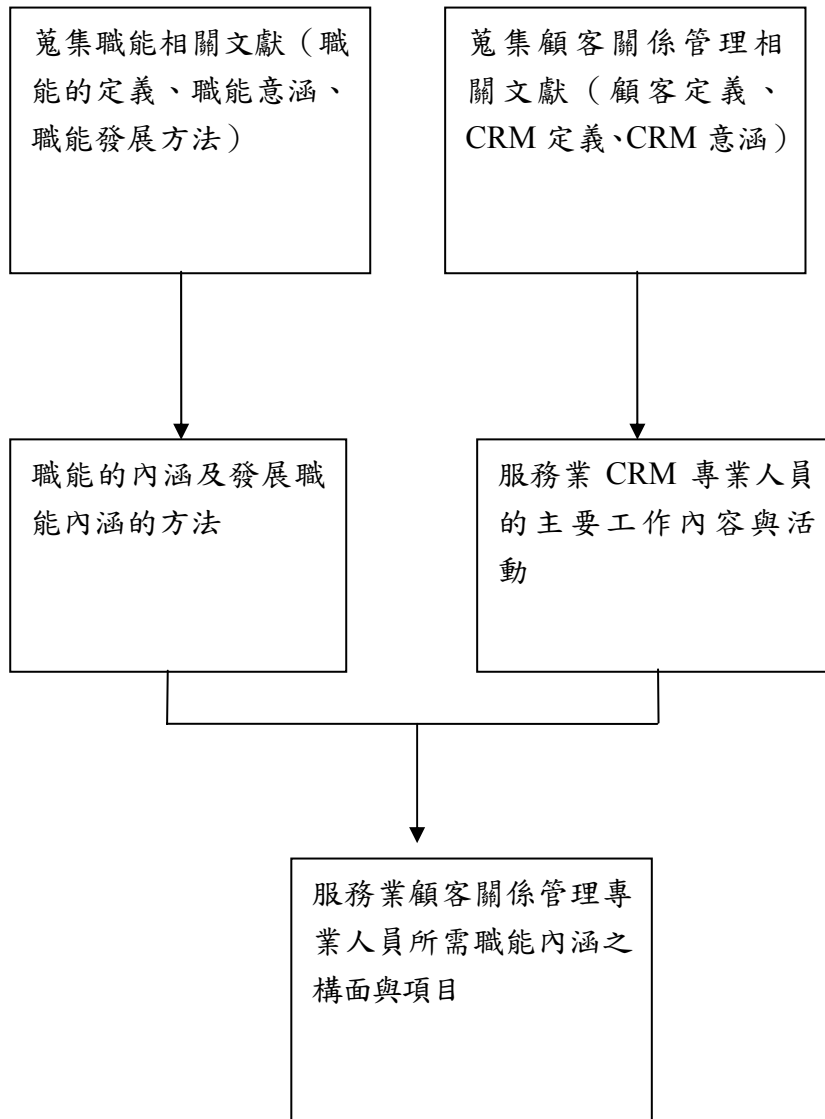 蒐集職能相關文獻（職
能的定義、職能意涵、
職能發展方法）
蒐集顧客關係管理相
關文獻（顧客定義、
CRM 定義、CRM 意涵）
職能的內涵及發展職
能內涵的方法
服務業 CRM 專業人員
的主要工作內容與活
動
服務業顧客關係管理專
業人員所需職能內涵之
構面與項目